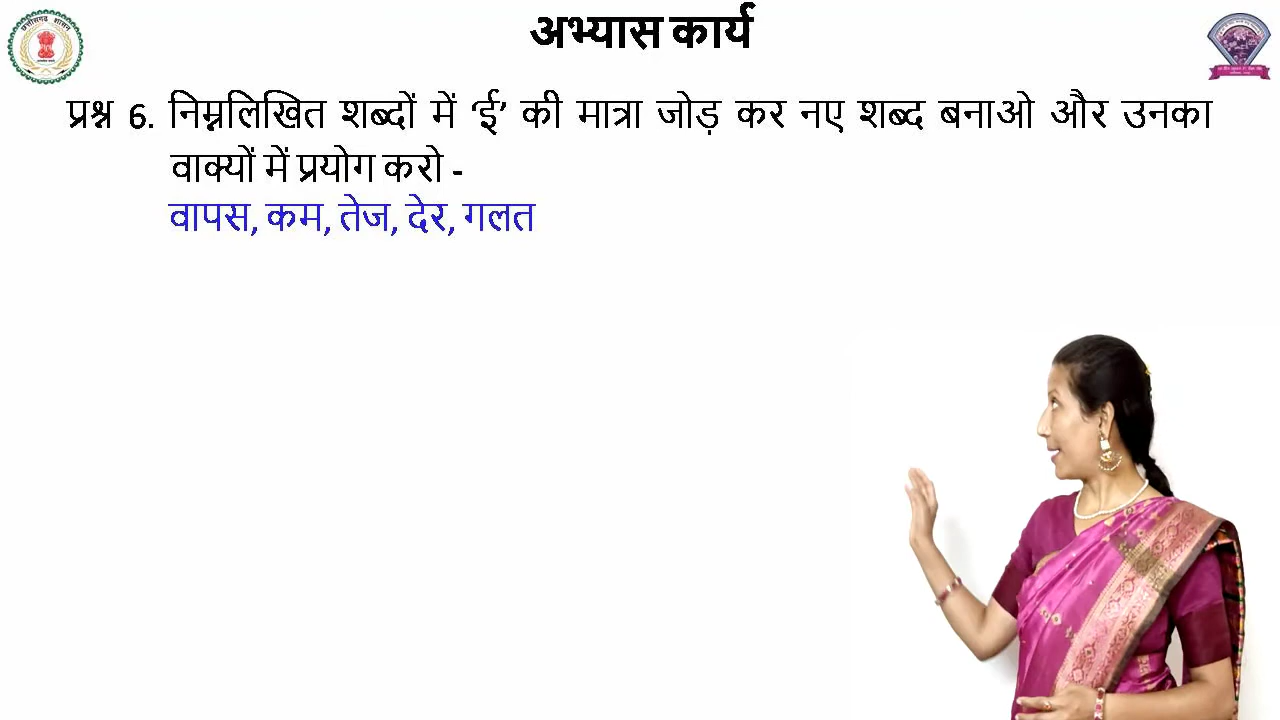 अभ्यास कार्य
प्रश्न 6. निम्नलिखित शब्दों में ‘ई’ की मात्रा जोड़ कर नए शब्द बनाओ और उनका
वाक्यों में प्रयोग करो -
वापस, कम, तेज, देर, गलत